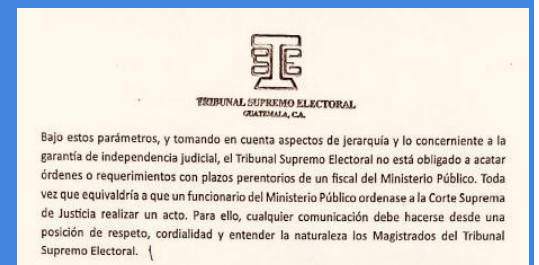 TRIBUNAL SUPREMO ELECTORAL
GUATEMALA, C.A.
Bajo estos parámetros, y tomando en cuenta aspectos de jerarquía y lo concerniente a la
garantía de independencia judicial, el Tribunal Supremo Electoral no está obligado a acatar
órdenes o requerimientos con plazos perentorios de un fiscal del Ministerio Público. Toda
vez que equivaldría a que un funcionario del Ministerio Público ordenase a la Corte Suprema
de Justicia realizar un acto. Para ello, cualquier comunicación debe hacerse desde una
posición de respeto, cordialidad y entender la naturaleza los Magistrados del Tribunal
Supremo Electoral.